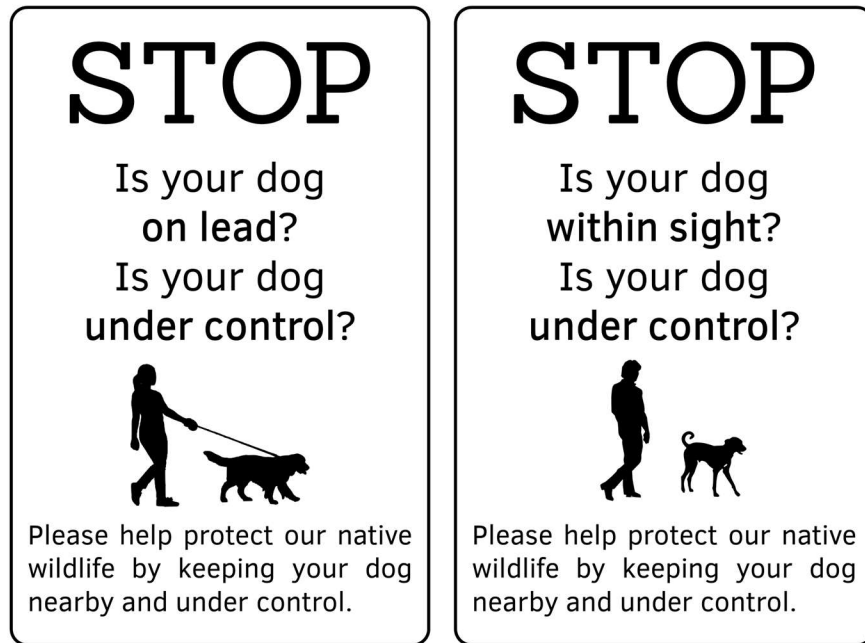 STOP
Is your dog
on lead?
Is your dog
under control?
Please help protect our native
wildlife by keeping your dog
nearby and under control.
STOP
Is your dog
within sight?
Is your dog
under control?
Please help protect our native
wildlife by keeping your dog
nearby and under control.